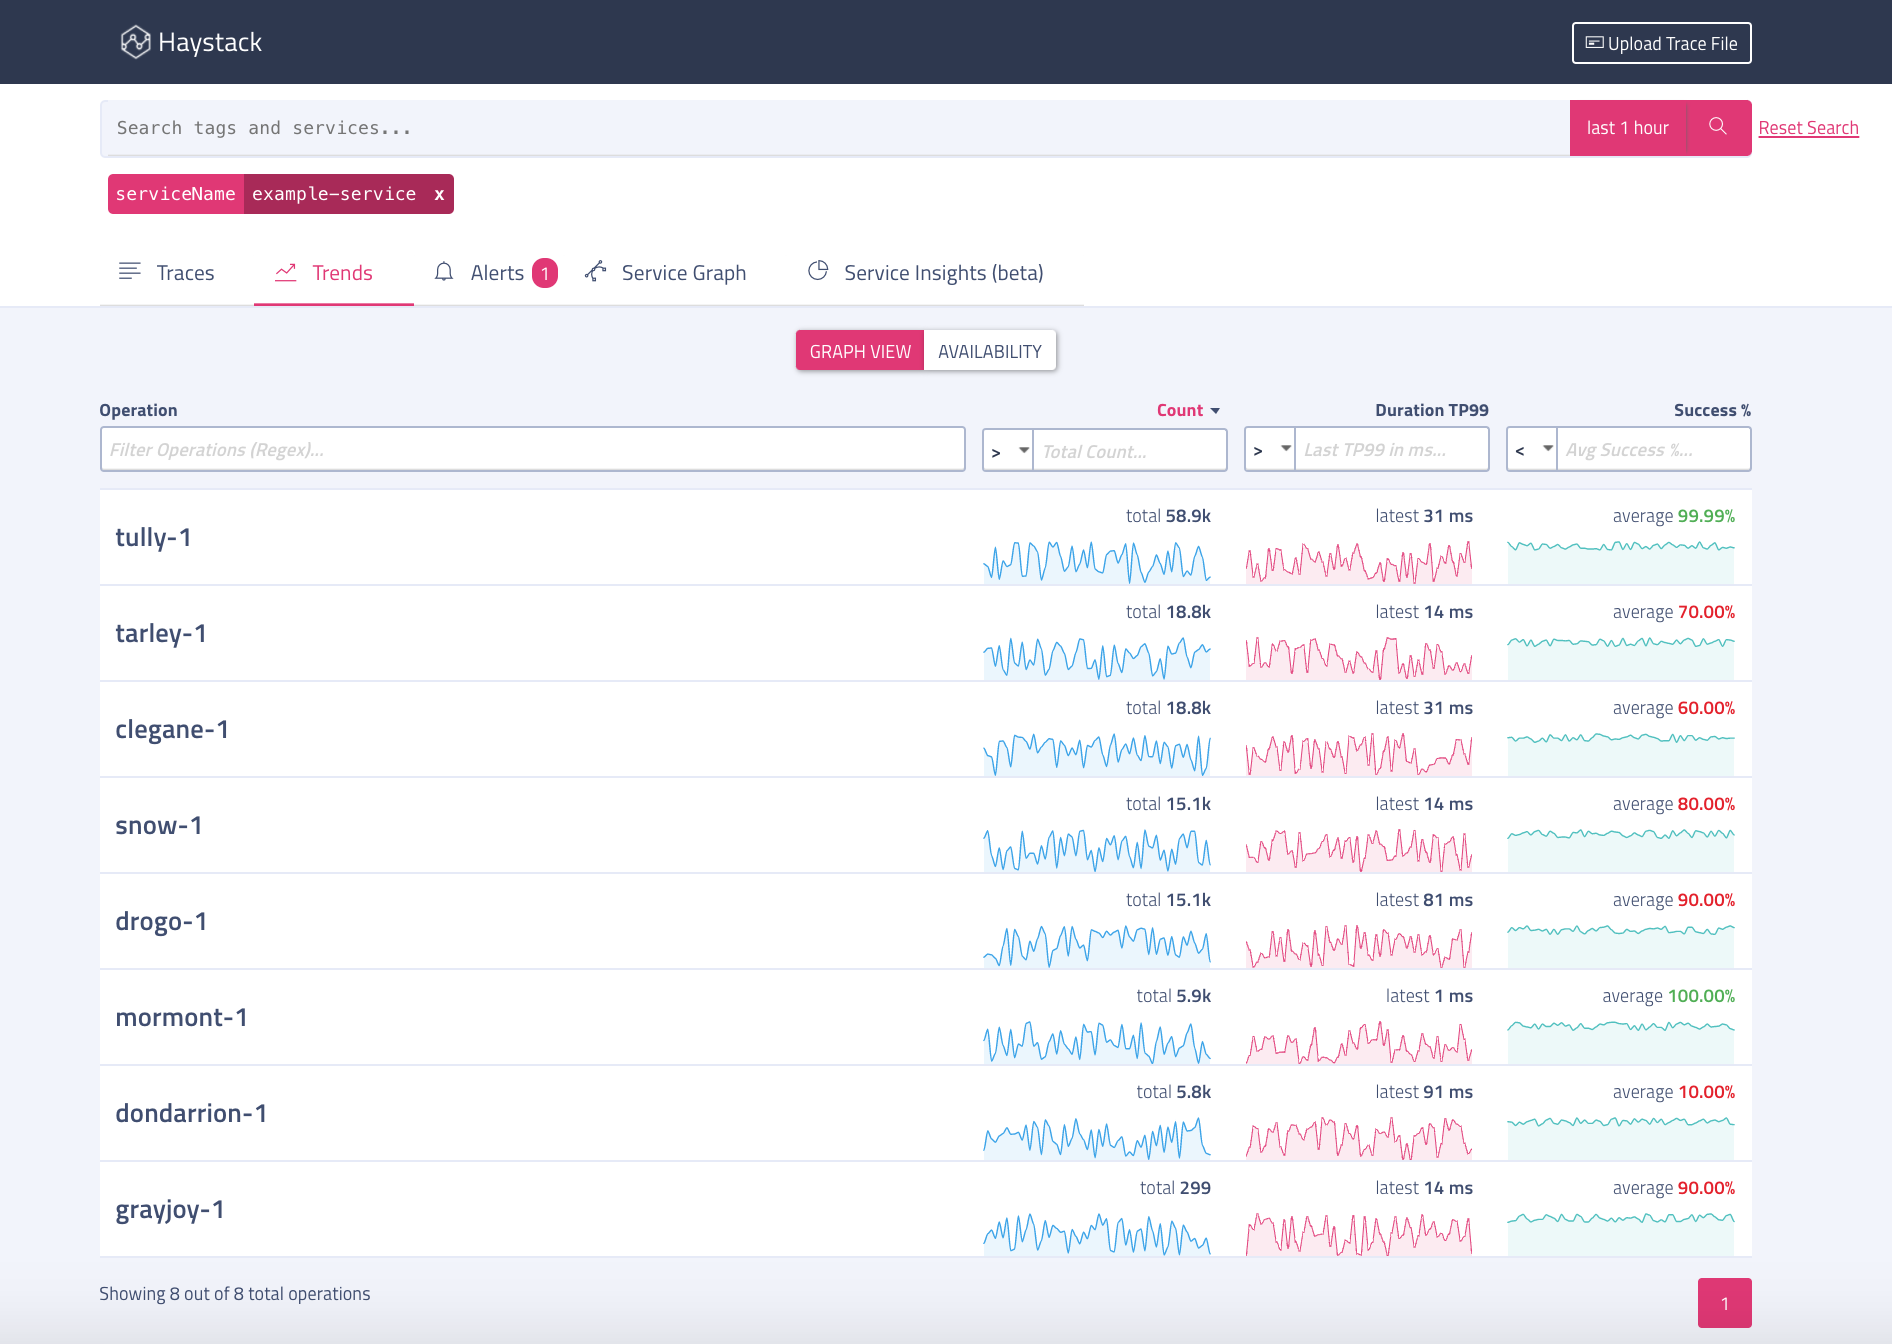 Haystack
Upload Trace File
Search tags and services...
last 1 hour
Reset Search
serviceName example-service x
Traces
Trends
Alerts 1
Service Graph
Service Insights (beta)
GRAPH VIEW
AVAILABILITY
Operation
Count
Duration TP99
Success %
Filter Operations (Regex)...
> Total Count...
> Last TP99 in ms...
< Avg Success %...
tully-1
total 58.9k
latest 31 ms
average 99.99%
tarley-1
total 18.8k
latest 14 ms
average 70.00%
clegane-1
total 18.8k
latest 31 ms
average 60.00%
snow-1
total 15.1k
latest 14 ms
average 80.00%
drogo-1
total 15.1k
latest 81 ms
average 90.00%
mormont-1
total 5.9k
latest 1 ms
average 100.00%
dondarrion-1
total 5.8k
latest 91 ms
average 10.00%
grayjoy-1
total 299
latest 14 ms
average 90.00%
Showing 8 out of 8 total operations
1